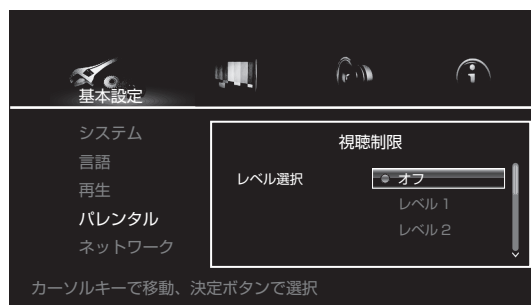 基本設定
システム
言語
再生
パレンタル
ネットワーク
視聴制限
レベル選択
オフ
レベル 1
レベル 2
カーソルキーで移動、決定ボタンで選択